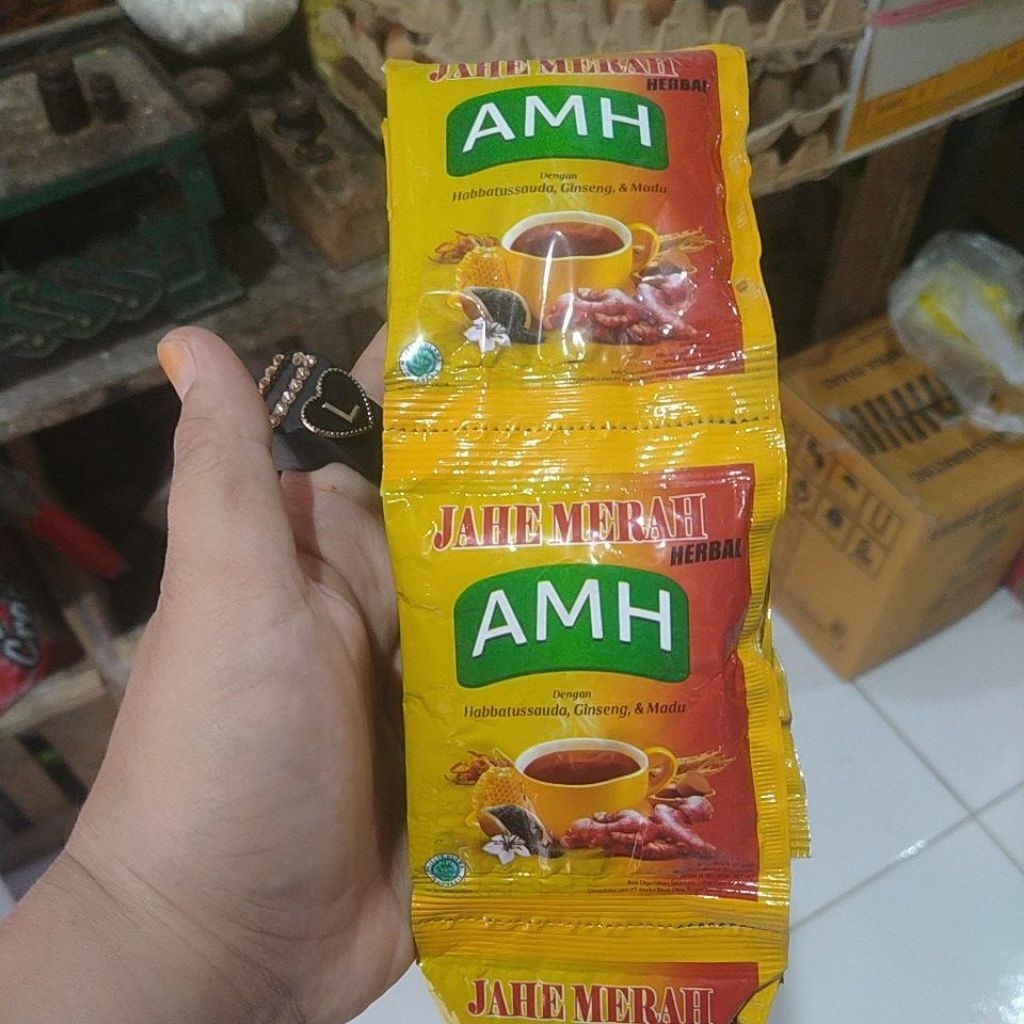 JAHE MERAH
HERBAL
AMH
Dengan
Habbatussauda, Ginseng, & Madu
L
JAHE MERAH
HERBAL
AMH
Dengan
Habbatussauda, Ginseng, & Madu
JAHE MERAH